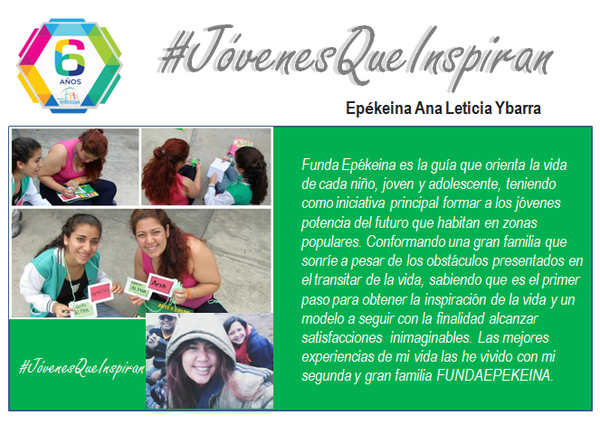 6
AÑOS
#JóvenesQueInspiran
Epékeina Ana Leticia Ybarra
Funda Epékeina es la guía que orienta la vida
de cada niño, joven y adolescente, teniendo
como iniciativa principal formar a los jóvenes
potencia del futuro que habitan en zonas
populares. Conformando una gran familia que
sonríe a pesar de los obstáculos presentados en
el transitar de la vida, sabiendo que es el primer
paso para obtener la inspiración de la vida y un
modelo a seguir con la finalidad alcanzar
satisfacciones inimaginables. Las mejores
experiencias de mi vida las he vivido con mi
segunda y gran familia FUNDAEPEKEINA.
Ana
#JóvenesQueInspiran